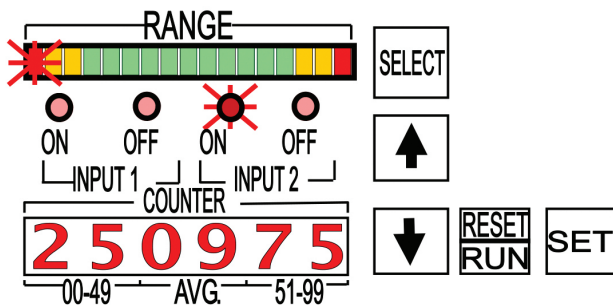 RANGE
SELECT
ON OFF ON OFF
INPUT 1 INPUT 2
COUNTER
250975
RESET
RUN
SET
00-49 AVG. 51-99